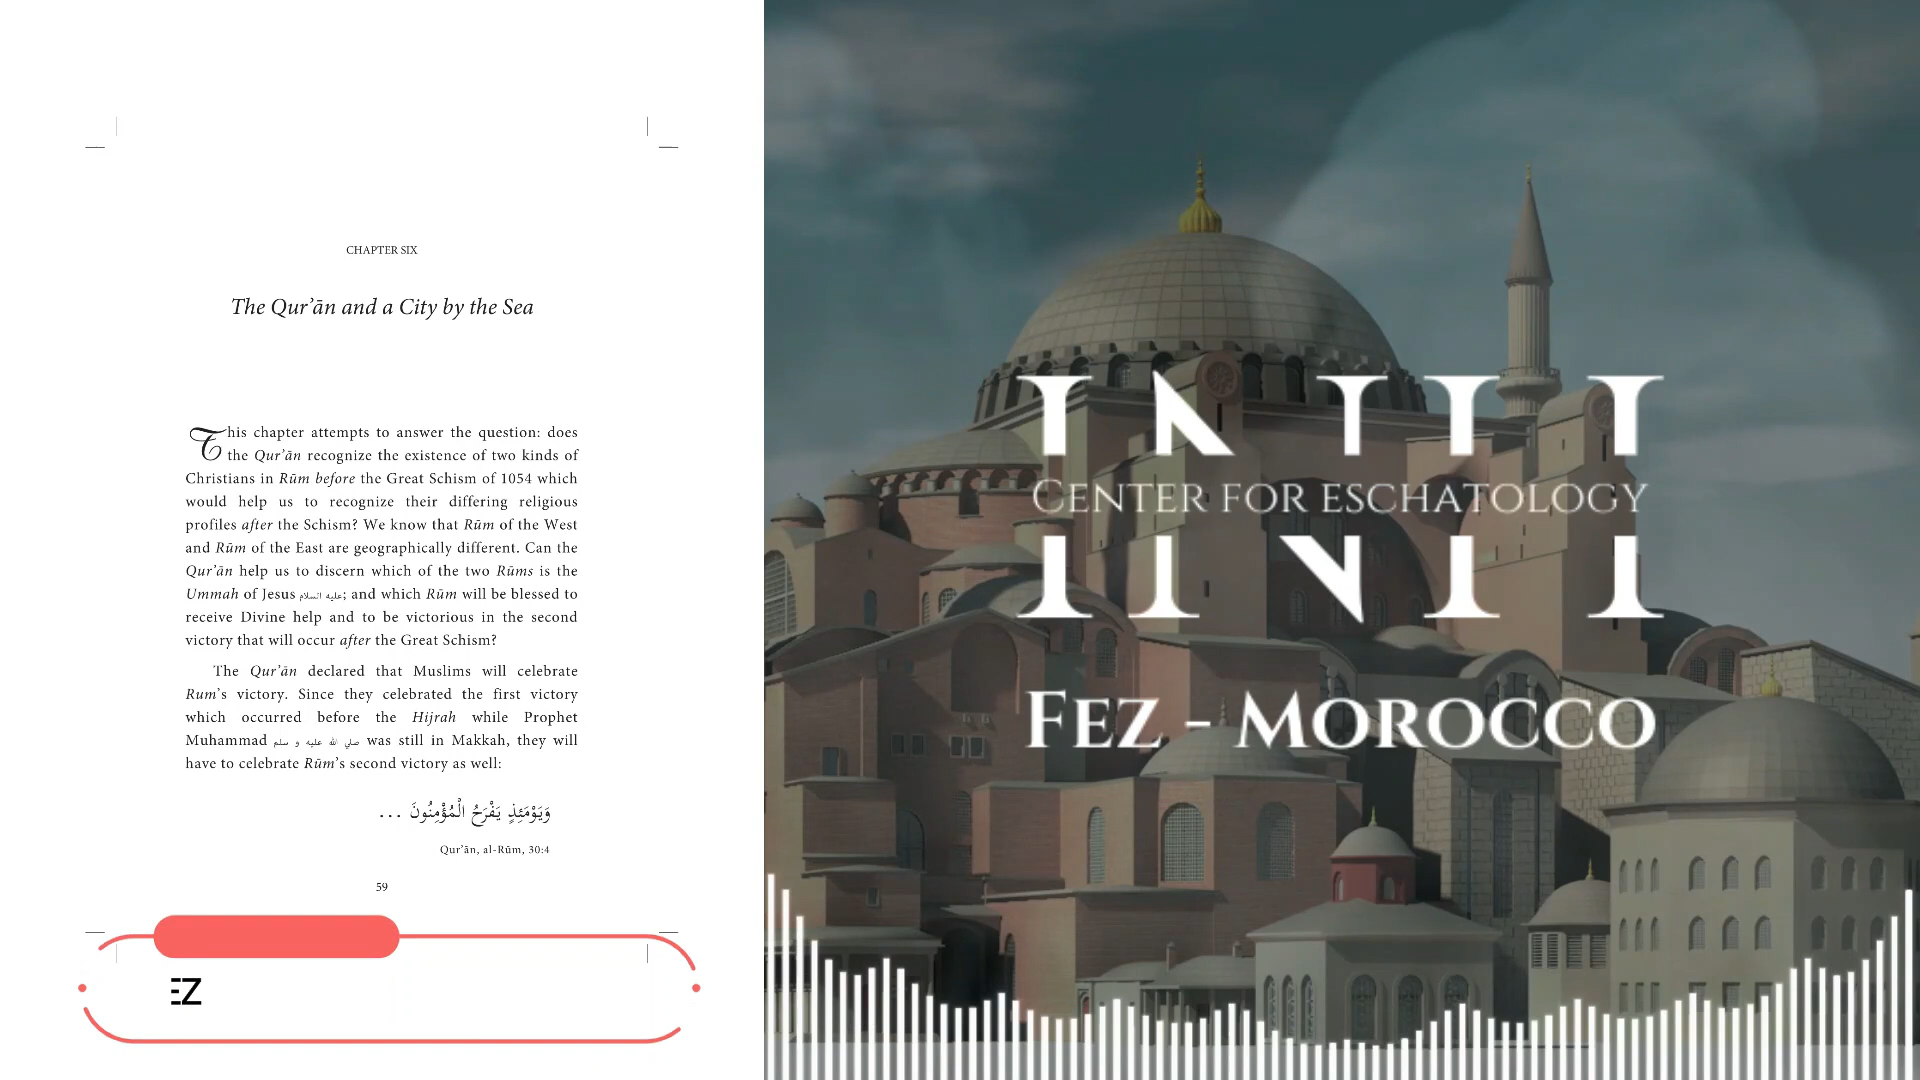 CHAPTER SIX
The Qur’ān and a City by the Sea
This chapter attempts to answer the question: does
the Qur’ān recognize the existence of two kinds of
Christians in Rūm before the Great Schism of 1054 which
would help us to recognize their differing religious
profiles after the Schism? We know that Rūm of the West
and Rūm of the East are geographically different. Can the
Qur’ān help us to discern which of the two Rūms is the
Ummah of Jesus عليه السلام; and which Rūm will be blessed to
receive Divine help and to be victorious in the second
victory that will occur after the Great Schism?
The Qur’ān declared that Muslims will celebrate
Rum’s victory. Since they celebrated the first victory
which occurred before the Hijrah while Prophet
Muhammad صلي الله عليه و سلم was still in Makkah, they will
have to celebrate Rūm’s second victory as well:
وَيَوْمَئِذٍ يَفْرَحُ الْمُؤْمِنُونَ ...
Qur’ān, al-Rūm, 30:4
59
CENTER FOR ESCHATOLOGY
FEZ - MOROCCO